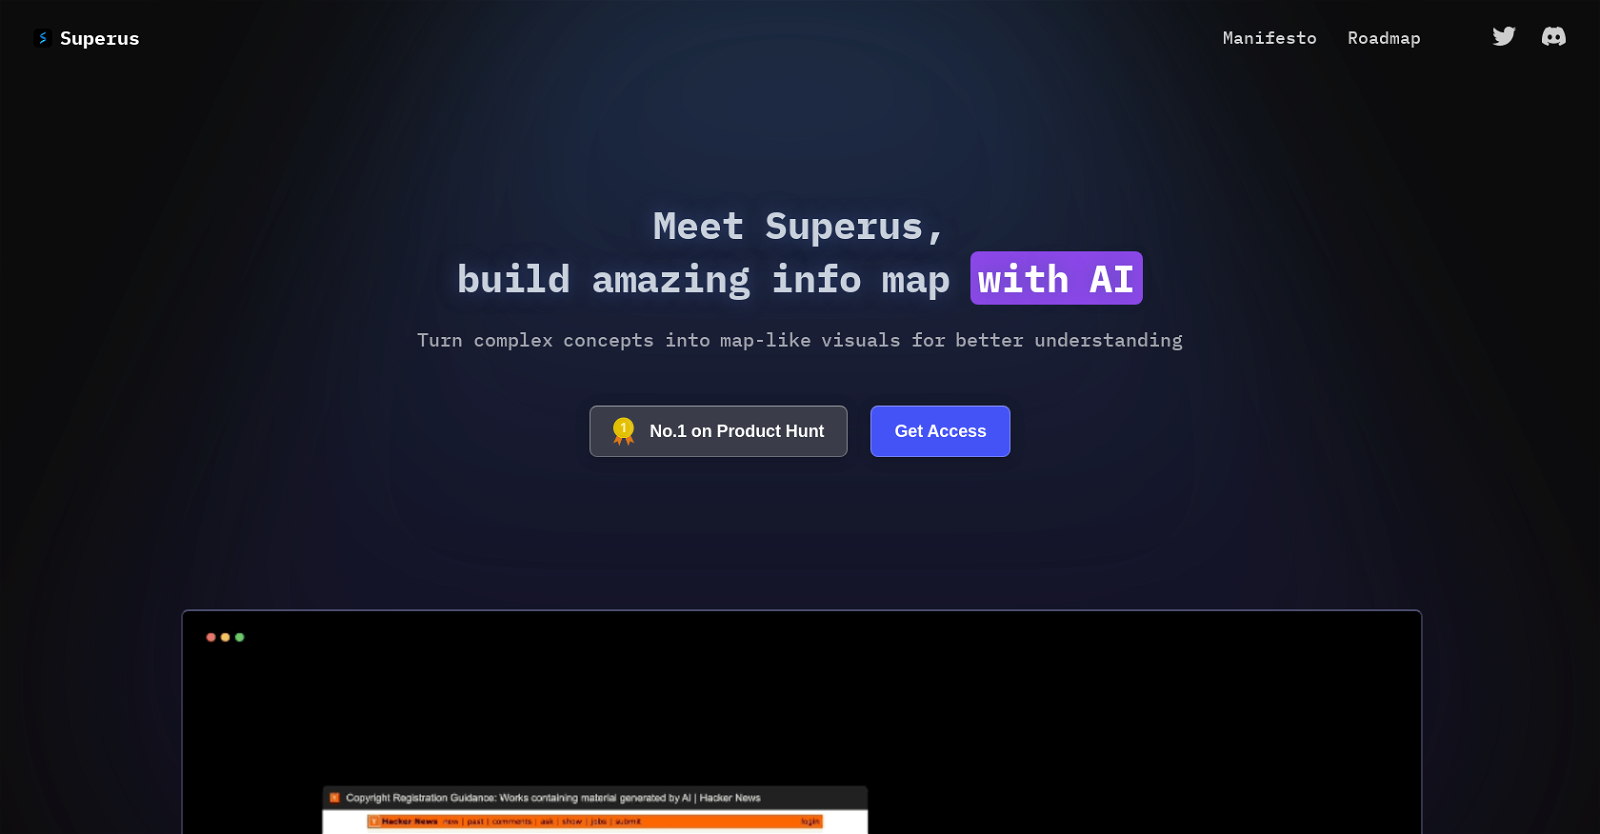 Superus
Manifesto Roadmap
Meet Superus,
build amazing info map with AI
Turn complex concepts into map-like visuals for better understanding
1 No.1 on Product Hunt
Get Access
Copyright Registration Guidance: Works containing material generated by AI | Hacker News
Y Hacker News new | past | comments | ask | show | jobs | submit login